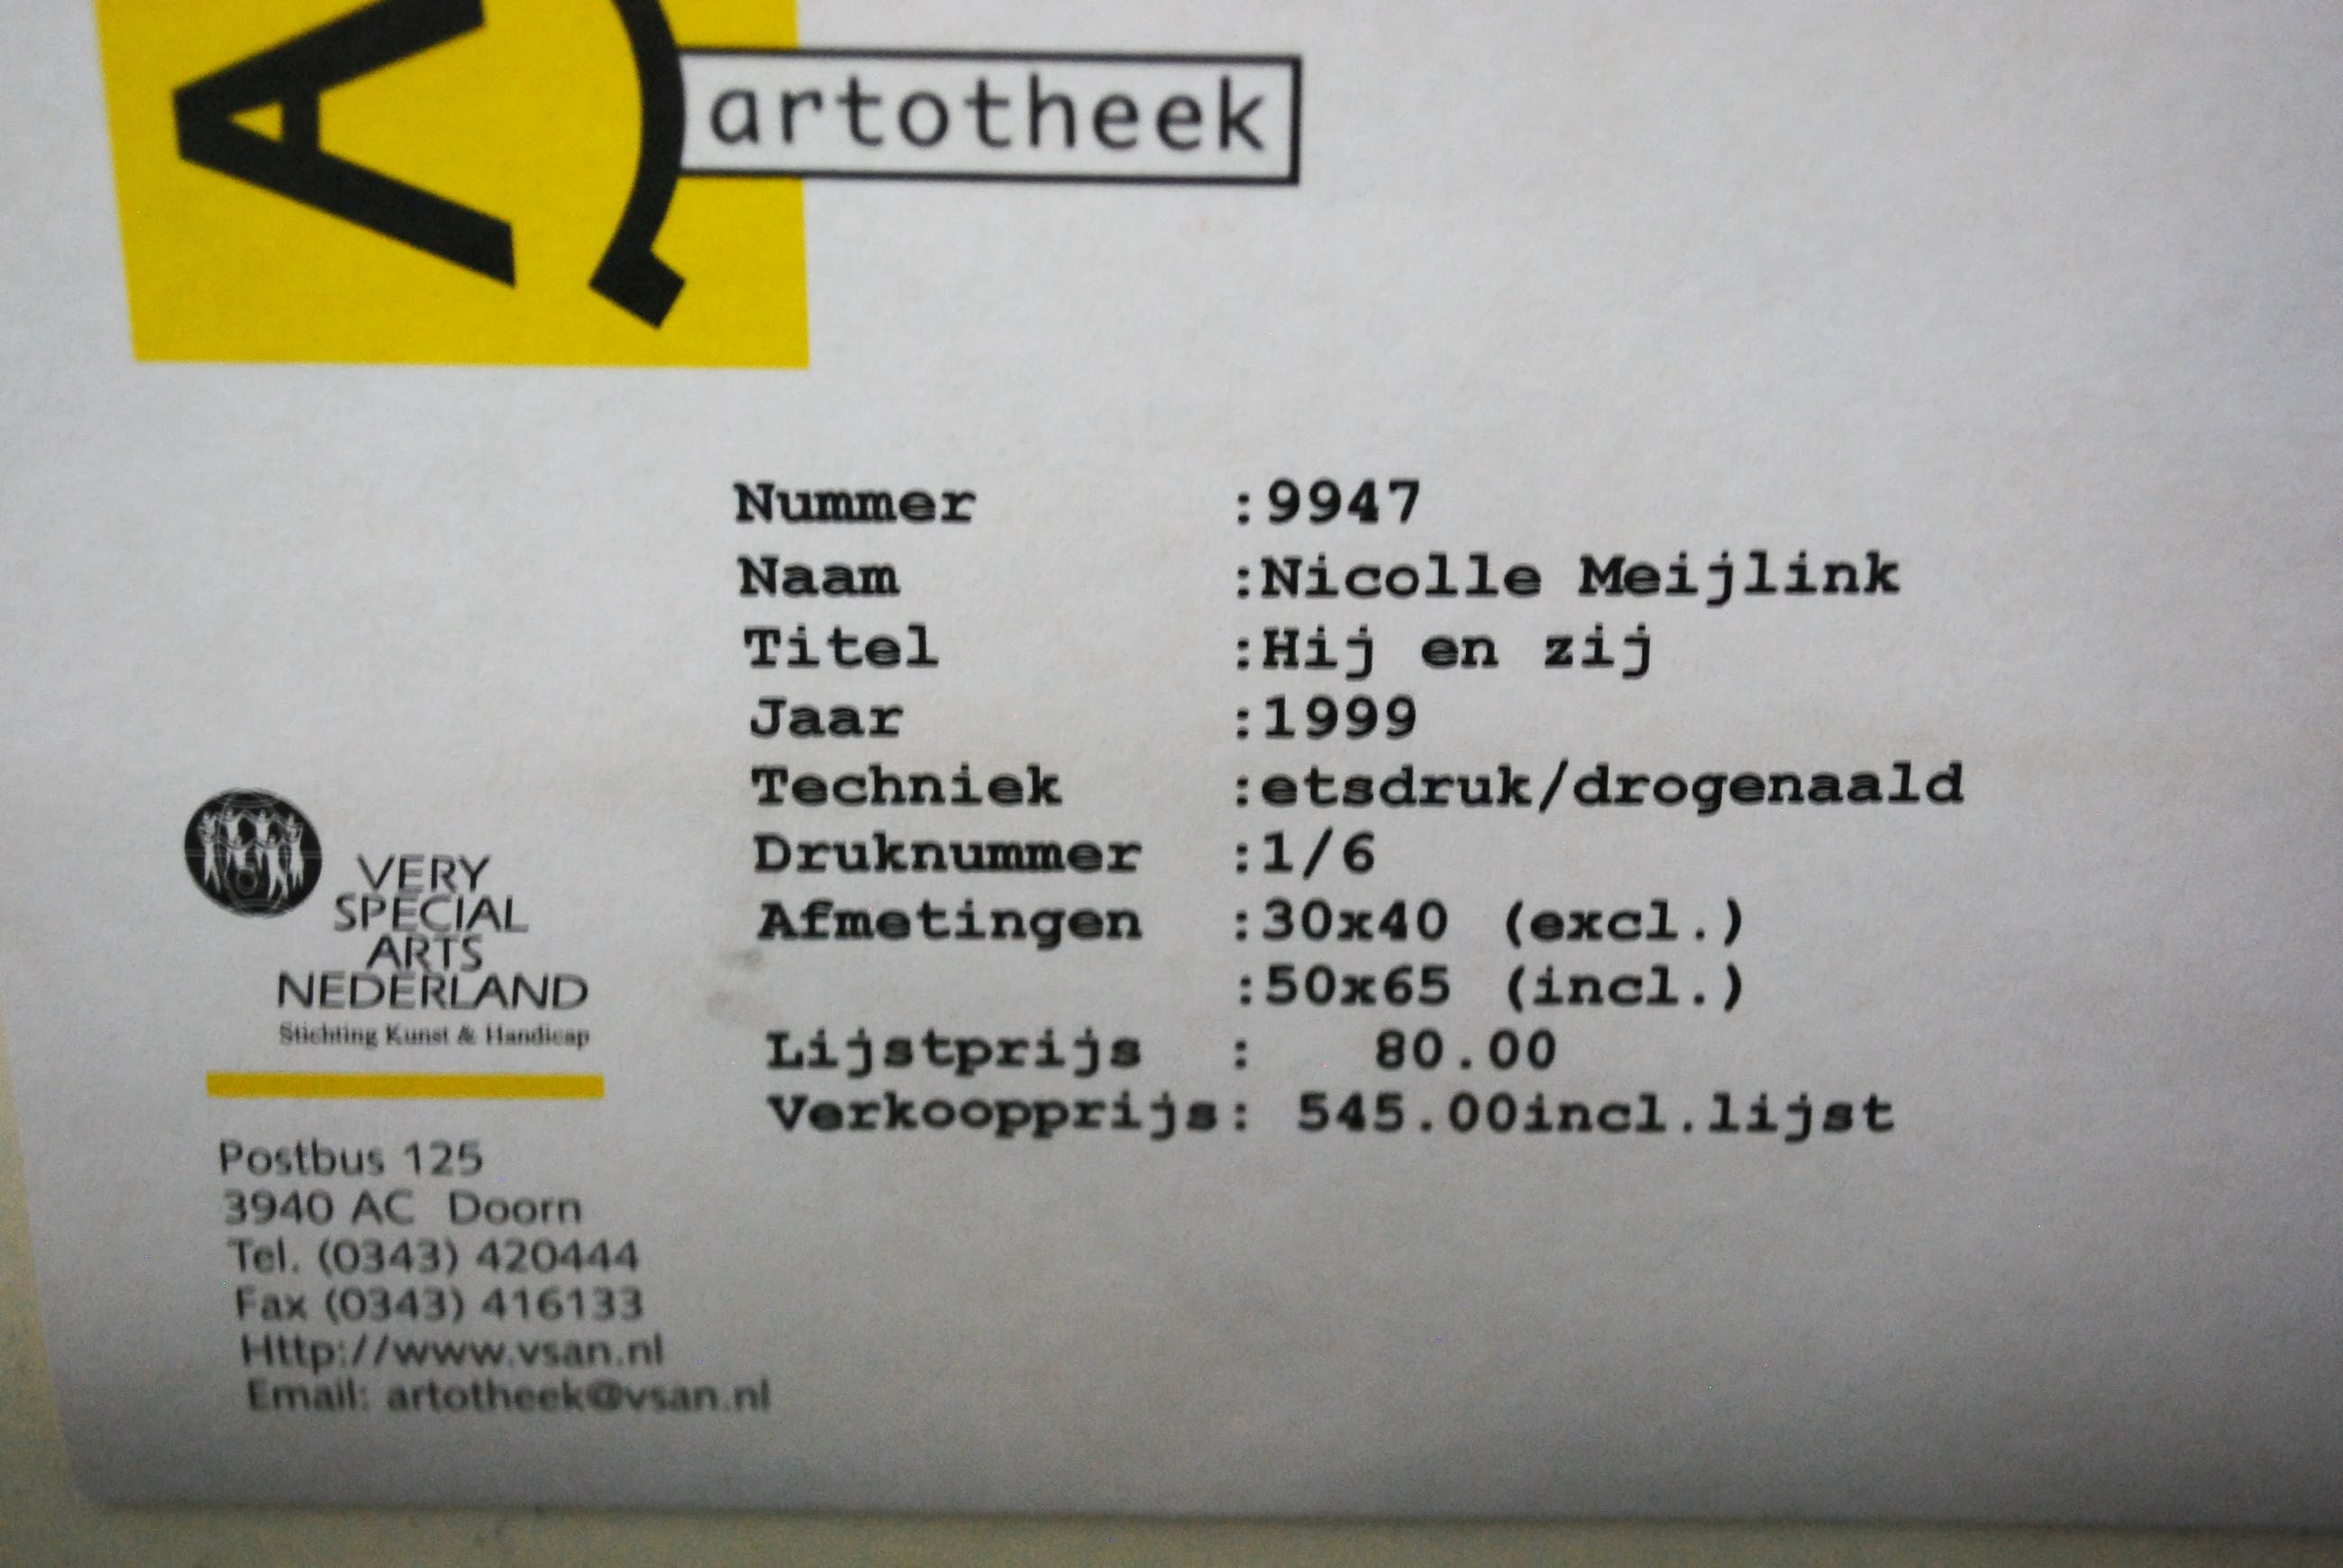 artotheek
Nummer :9947
Naam :Nicolle Meijlink
Titel :Hij en zij
Jaar :1999
Techniek :etsdruk/drogenaald
Druknummer :1/6
Afmetingen :30x40 (excl.)
:50x65 (incl.)
Lijstprijs : 80.00
Verkoopprijs: 545.00incl.lijst
VERY
SPECIAL
ARTS
NEDERLAND
Stichting Kunst & Handicap
Postbus 125
3940 AC Doorn
Tel. (0343) 420444
Fax (0343) 416133
Http://www.vsan.nl
Email: artotheek@vsan.nl